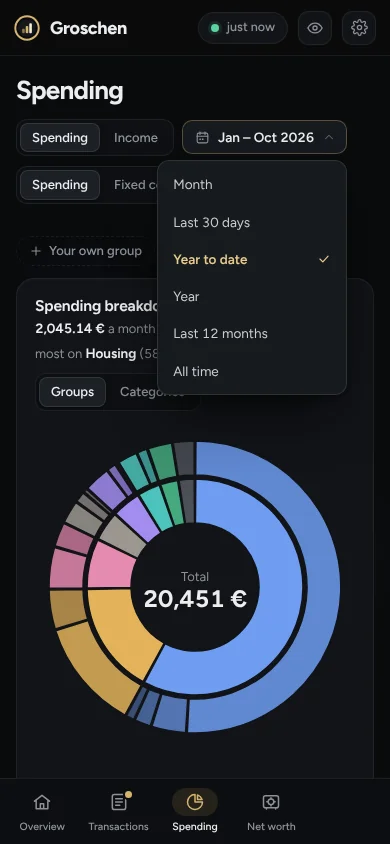 Groschen
just now
Spending
Spending Income
Jan – Oct 2026
Spending Fixed
Month
Last 30 days
Year to date
Year
Last 12 months
All time
Your own group
Spending
2,045.14 € a month
most on Housing (58
Groups
Total
20,451 €
Overview Transactions Spending Net worth